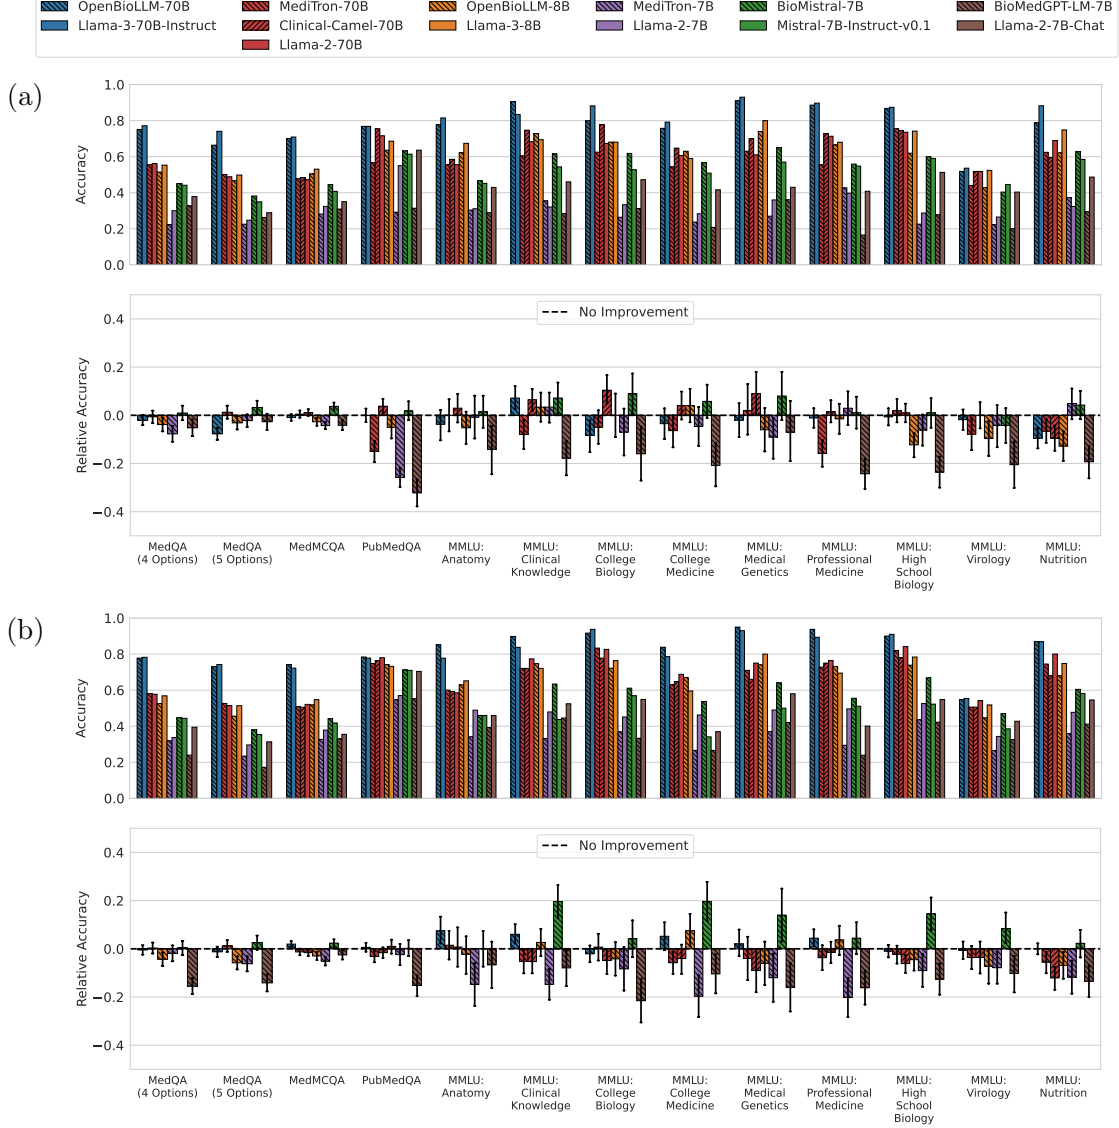 OpenBioLLM-70B MediTron-70B OpenBioLLM-8B MediTron-7B BioMistral-7B BioMedGPT-LM-7B
Llama-3-70B-Instruct Clinical-Camel-70B Llama-3-8B Llama-2-7B Mistral-7B-Instruct-v0.1 Llama-2-7B-Chat
Llama-2-70B
(a)
1.0
0.8
0.6
0.4
0.2
0.0
Accuracy
No Improvement
0.4
0.2
0.0
−0.2
−0.4
Relative Accuracy
MedQA MedQA MedMCQA PubMedQA MMLU: MMLU: MMLU: MMLU: MMLU: MMLU: MMLU: MMLU: MMLU:
(4 Options) (5 Options) Anatomy Clinical College College Medical Professional High Virology Nutrition
Knowledge Biology Medicine Genetics Medicine School
Biology
(b)
1.0
0.8
0.6
0.4
0.2
0.0
Accuracy
No Improvement
0.4
0.2
0.0
−0.2
−0.4
Relative Accuracy
MedQA MedQA MedMCQA PubMedQA MMLU: MMLU: MMLU: MMLU: MMLU: MMLU: MMLU: MMLU: MMLU:
(4 Options) (5 Options) Anatomy Clinical College College Medical Professional High Virology Nutrition
Knowledge Biology Medicine Genetics Medicine School
Biology